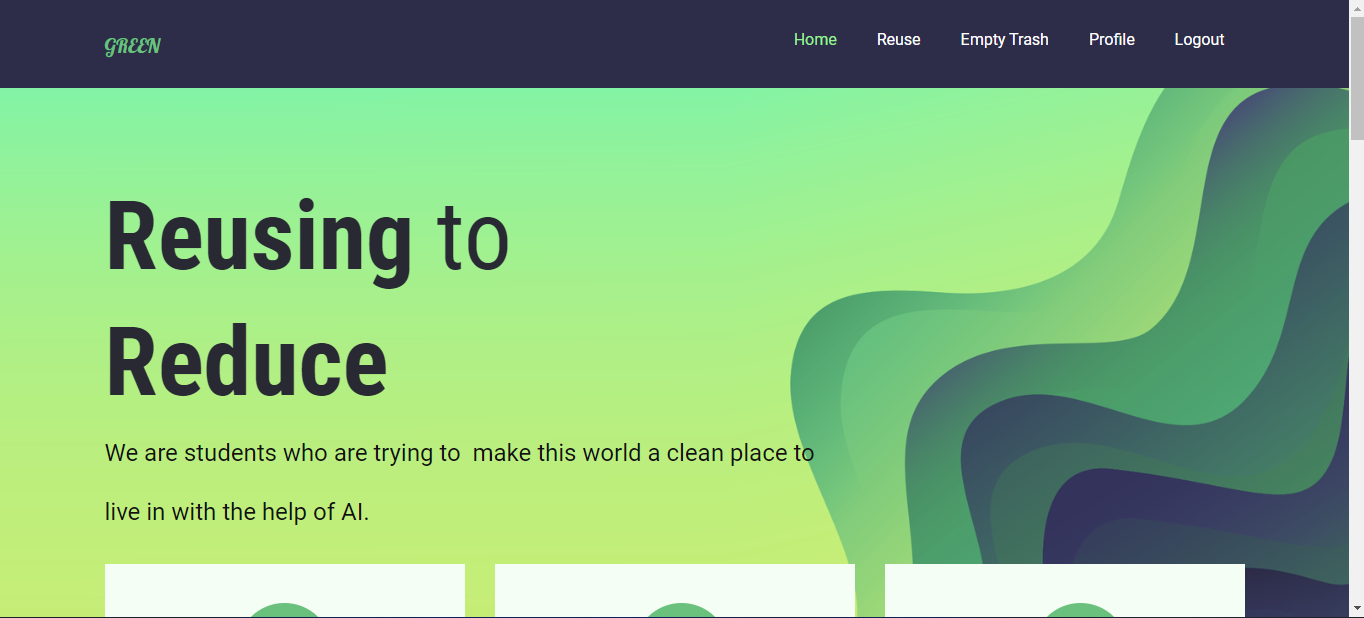 GREEN
Home Reuse Empty Trash Profile Logout
Reusing to
Reduce
We are students who are trying to  make this world a clean place to
live in with the help of AI.